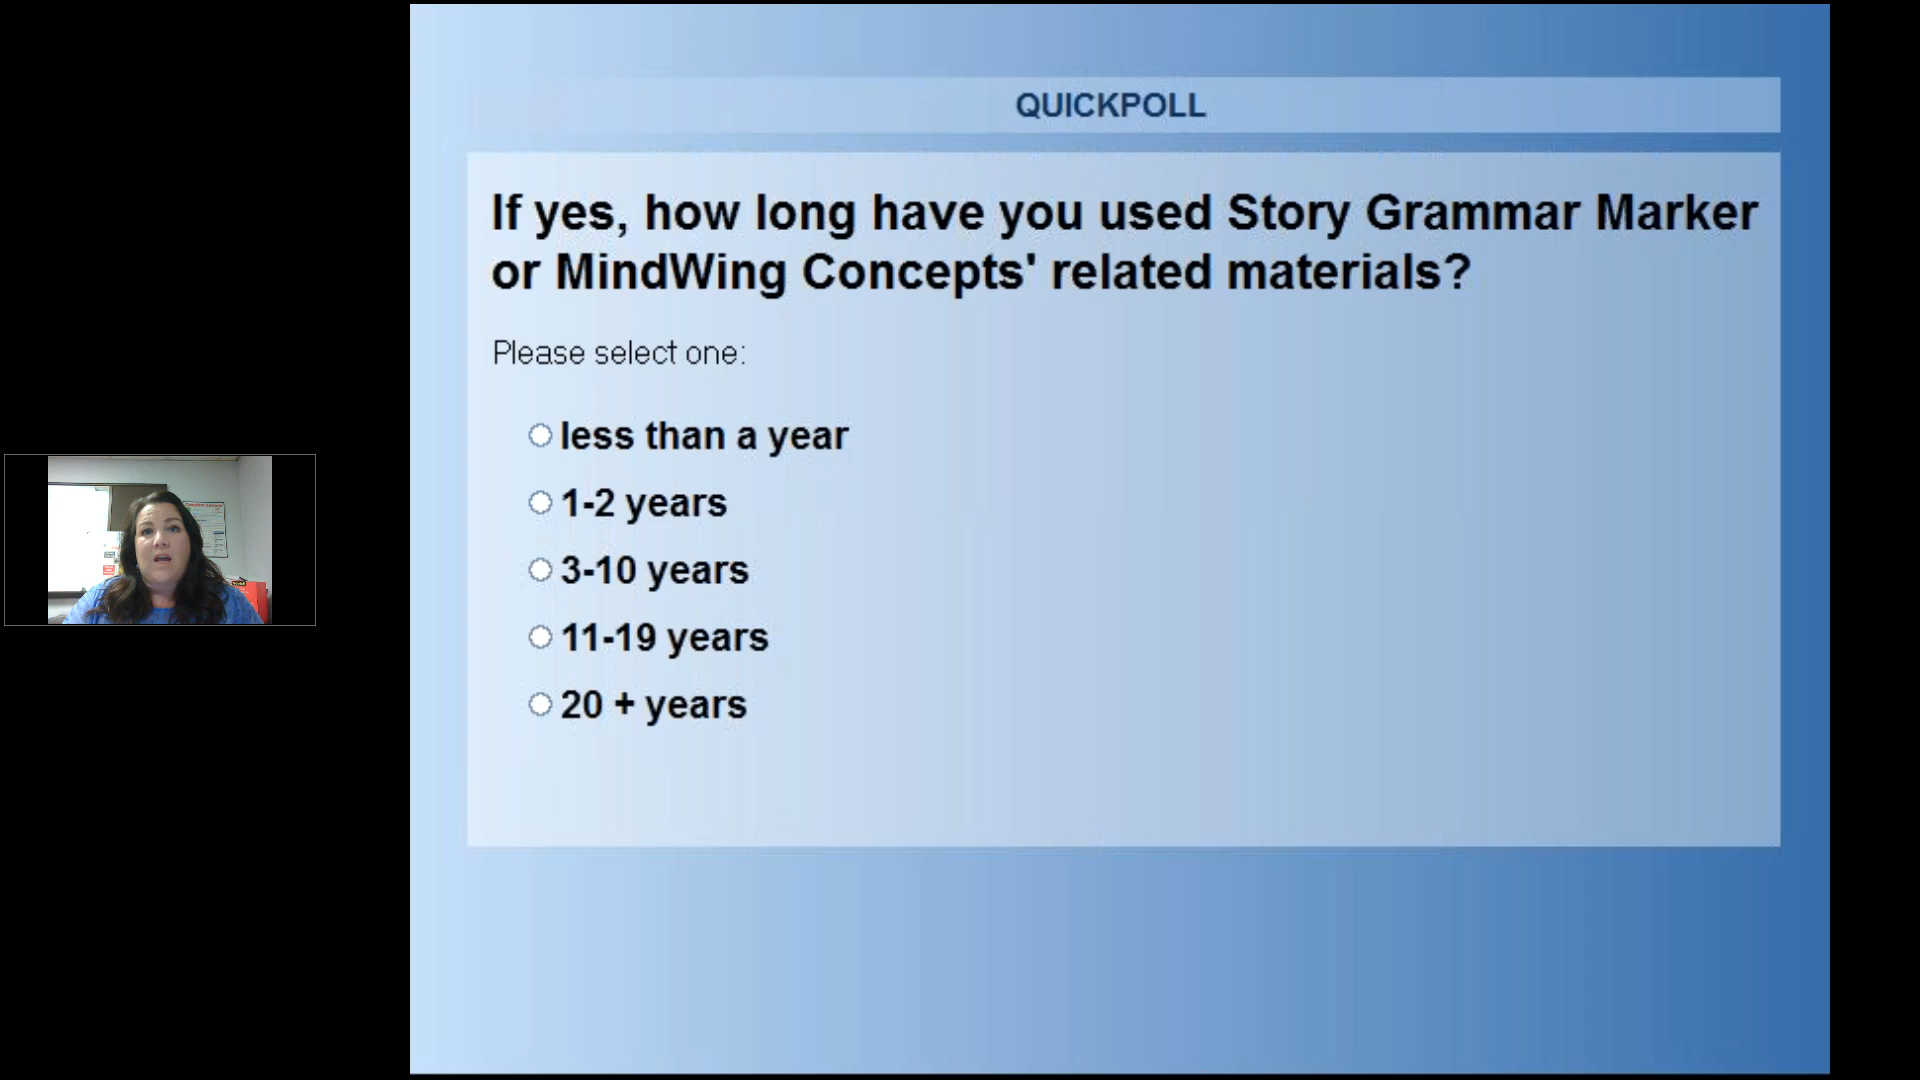 QUICKPOLL
If yes, how long have you used Story Grammar Marker
or MindWing Concepts' related materials?
Please select one:
less than a year
1-2 years
3-10 years
11-19 years
20 + years